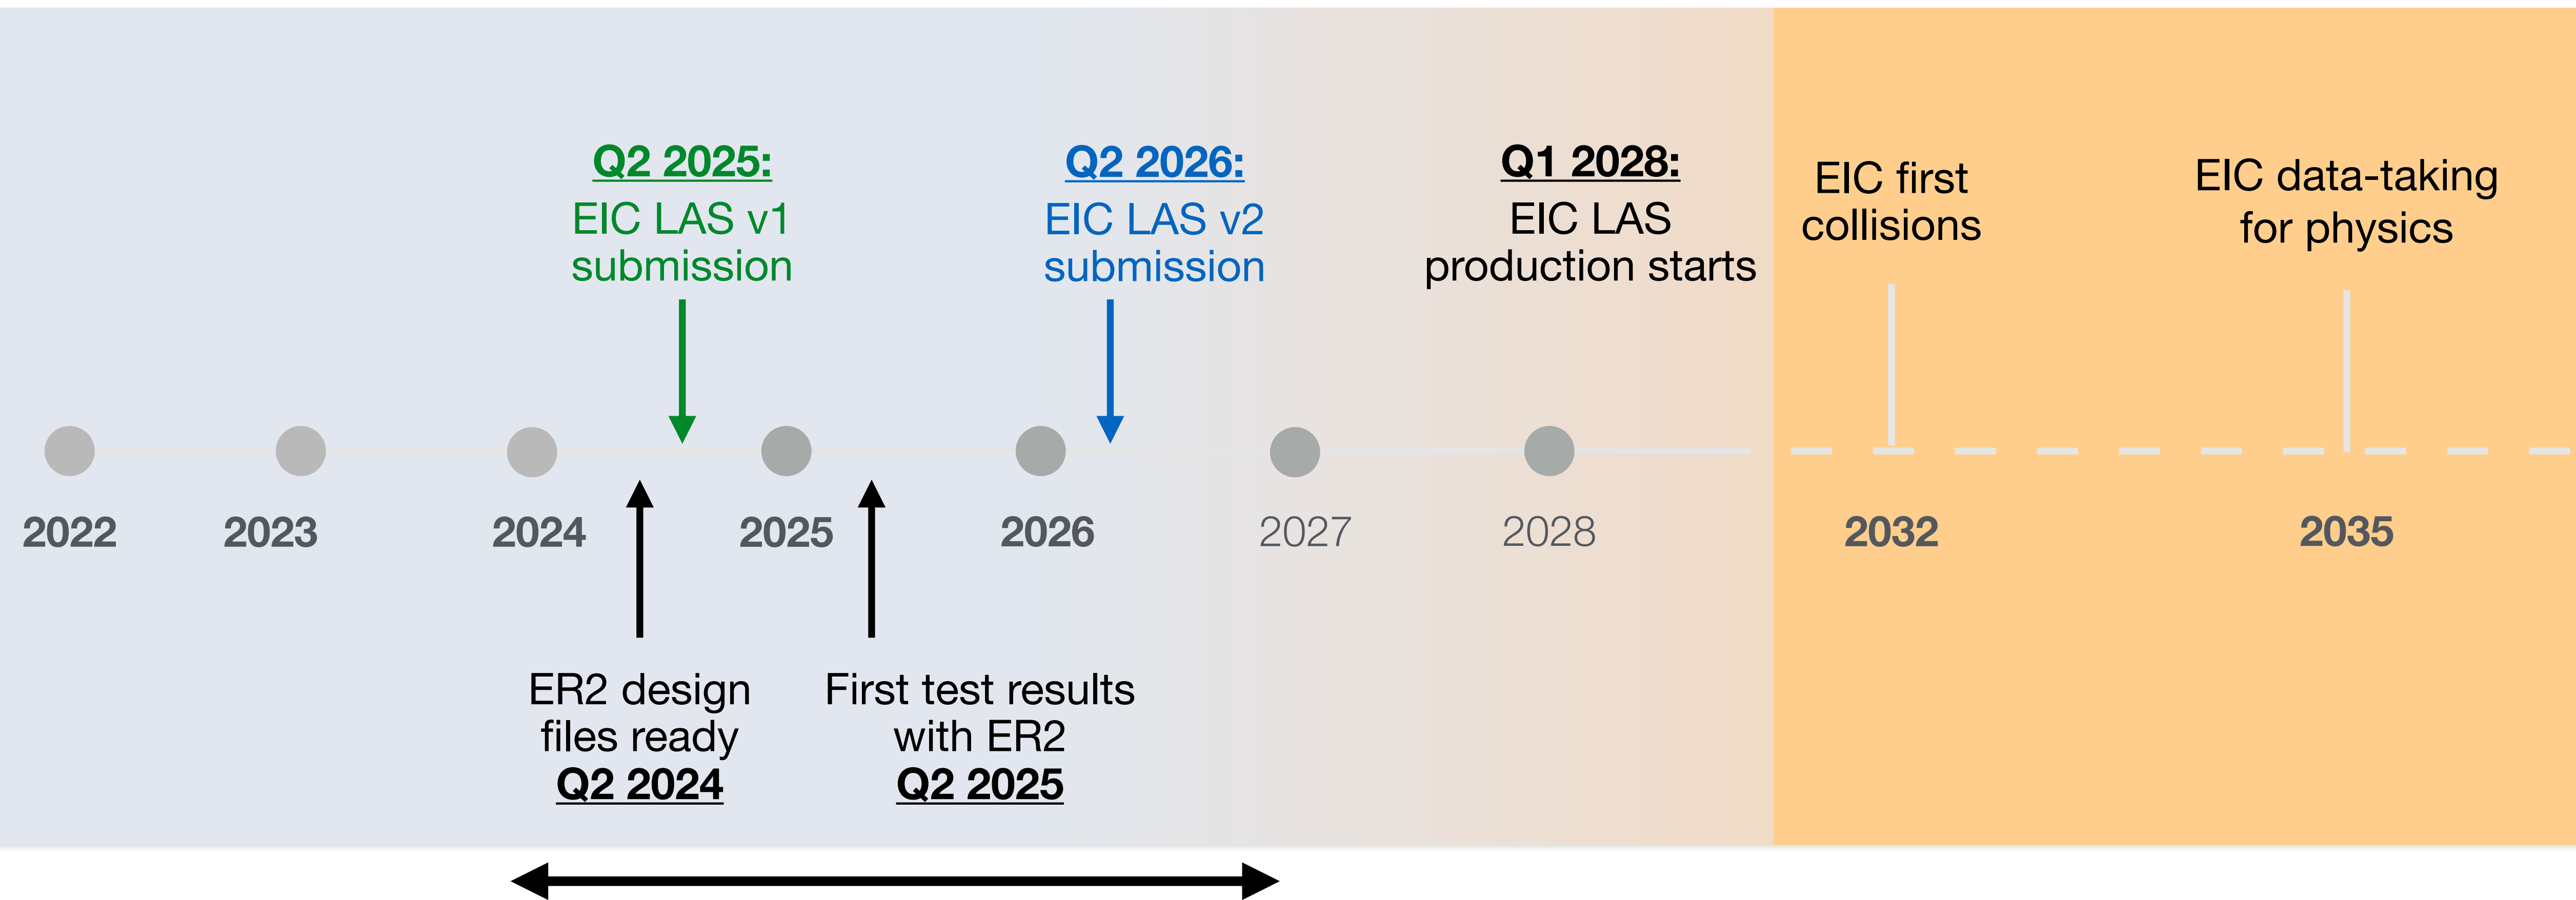 Q2 2025:
EIC LAS v1
submission
Q2 2026:
EIC LAS v2
submission
Q1 2028:
EIC LAS
production starts
EIC first
collisions
EIC data-taking
for physics
2022
2023
2024
2025
2026
2027
2028
2032
2035
ER2 design
files ready
Q2 2024
First test results
with ER2
Q2 2025